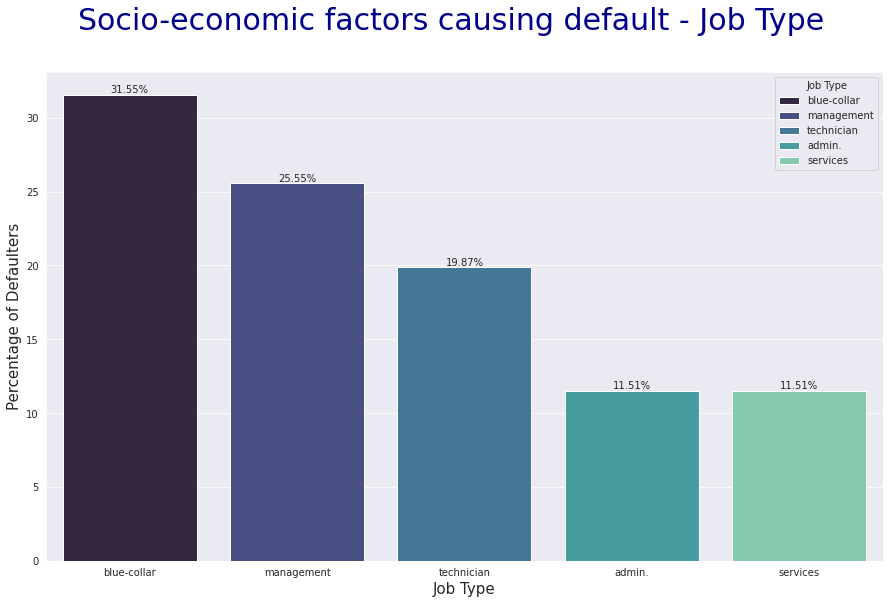 Socio-economic factors causing default - Job Type
Job Type
blue-collar
management
technician
admin.
services
31.55%
25.55%
19.87%
11.51%
11.51%
Percentage of Defaulters
30
25
20
15
10
5
0
blue-collar management technician admin. services
Job Type